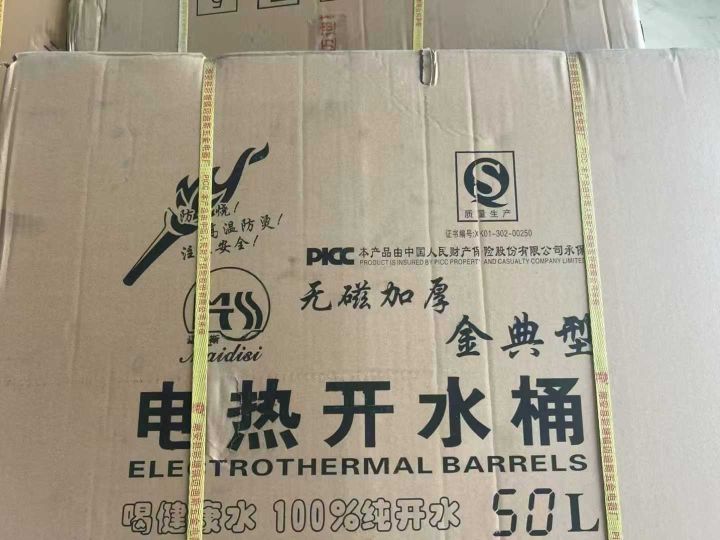 防
烧!
高温防烫!
注
安全!
质量生产
证书编号:XK01-302-00250
PICC 本产品由中国人民财产保险股份有限公司永保
PRODUCT IS INSURED BY PICC PROPERTY AND CASUALTY COMPANY LIMITED
斯
Maidisi
无磁加厚
金典型
电热开水桶
ELECTROTHERMAL BARRELS
喝健康水 100%纯开水 50L